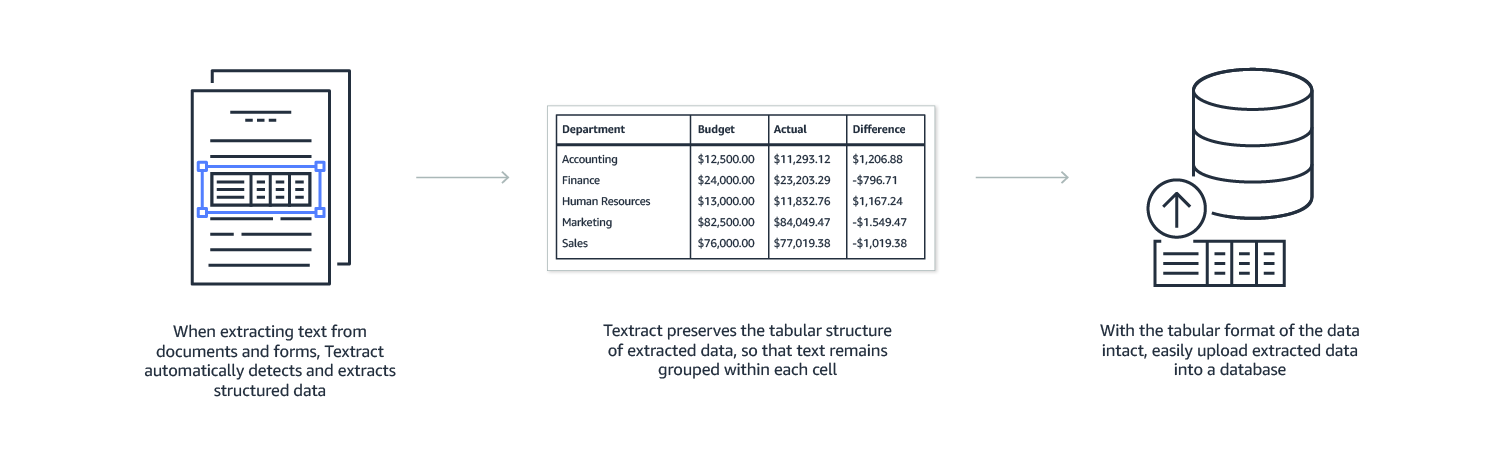 Department Budget Actual Difference
Accounting $12,500.00 $11,293.12 $1,206.88
Finance $24,000.00 $23,203.29 -$796.71
Human Resources $13,000.00 $11,832.76 $1,167.24
Marketing $82,500.00 $84,049.47 -$1.549.47
Sales $76,000.00 $77,019.38 -$1,019.38
When extracting text from
documents and forms, Textract
automatically detects and extracts
structured data
Textract preserves the tabular structure
of extracted data, so that text remains
grouped within each cell
With the tabular format of the data
intact, easily upload extracted data
into a database